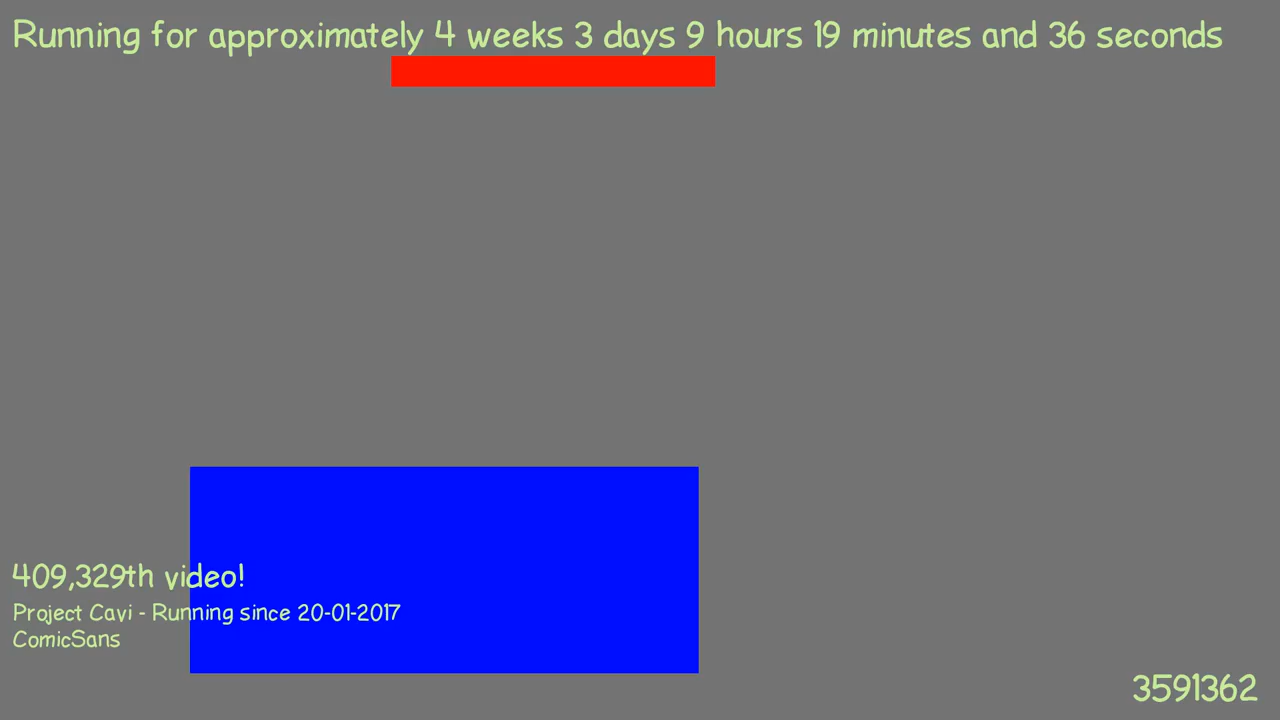 Running for approximately 4 weeks 3 days 9 hours 19 minutes and 36 seconds
409,329th video!
Project Cavi - Running since 20-01-2017
ComicSans
3591362